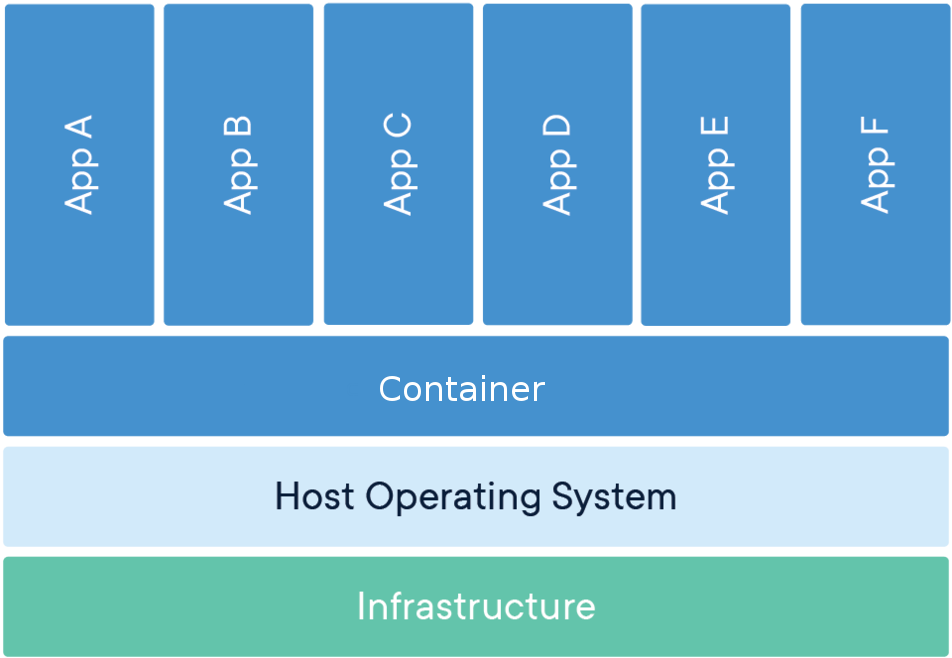 App A
App B
App C
App D
App E
App F
Container
Host Operating System
Infrastructure